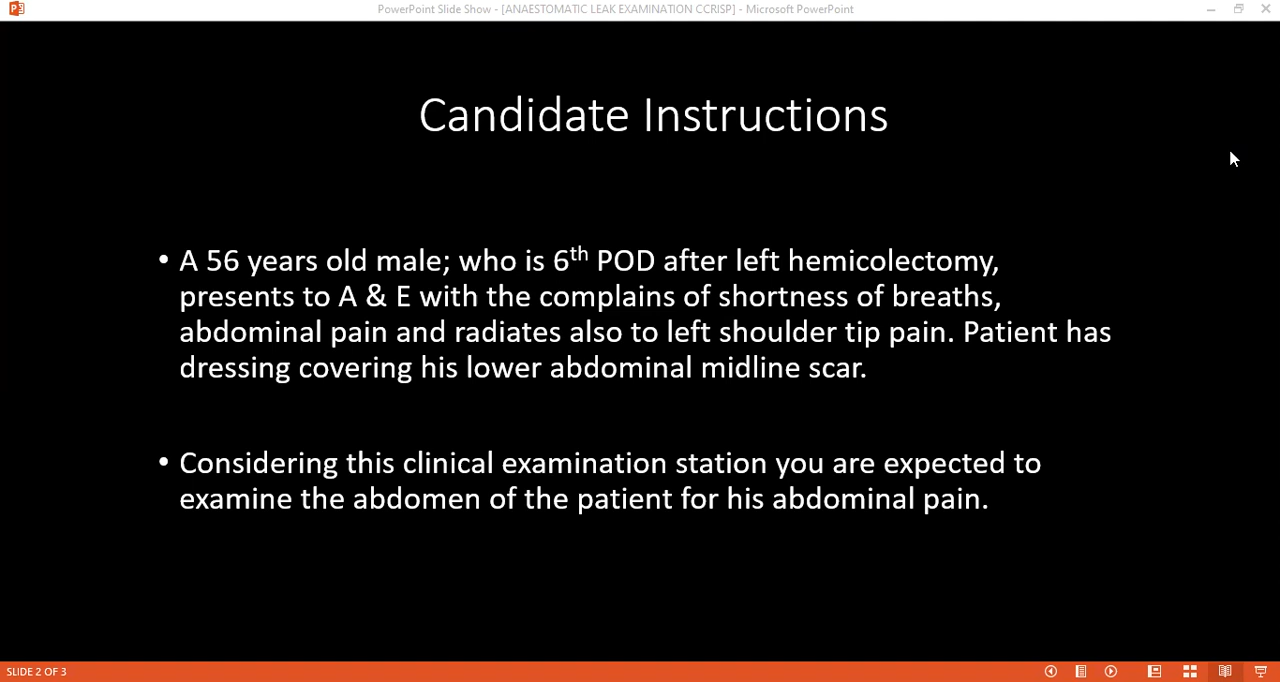 PowerPoint Slide Show - [ANAESTOMATIC LEAK EXAMINATION CCRISP] - Microsoft PowerPoint
Candidate Instructions
• A 56 years old male; who is 6th POD after left hemicolectomy,
presents to A & E with the complains of shortness of breaths,
abdominal pain and radiates also to left shoulder tip pain. Patient has
dressing covering his lower abdominal midline scar.
• Considering this clinical examination station you are expected to
examine the abdomen of the patient for his abdominal pain.
SLIDE 2 OF 3